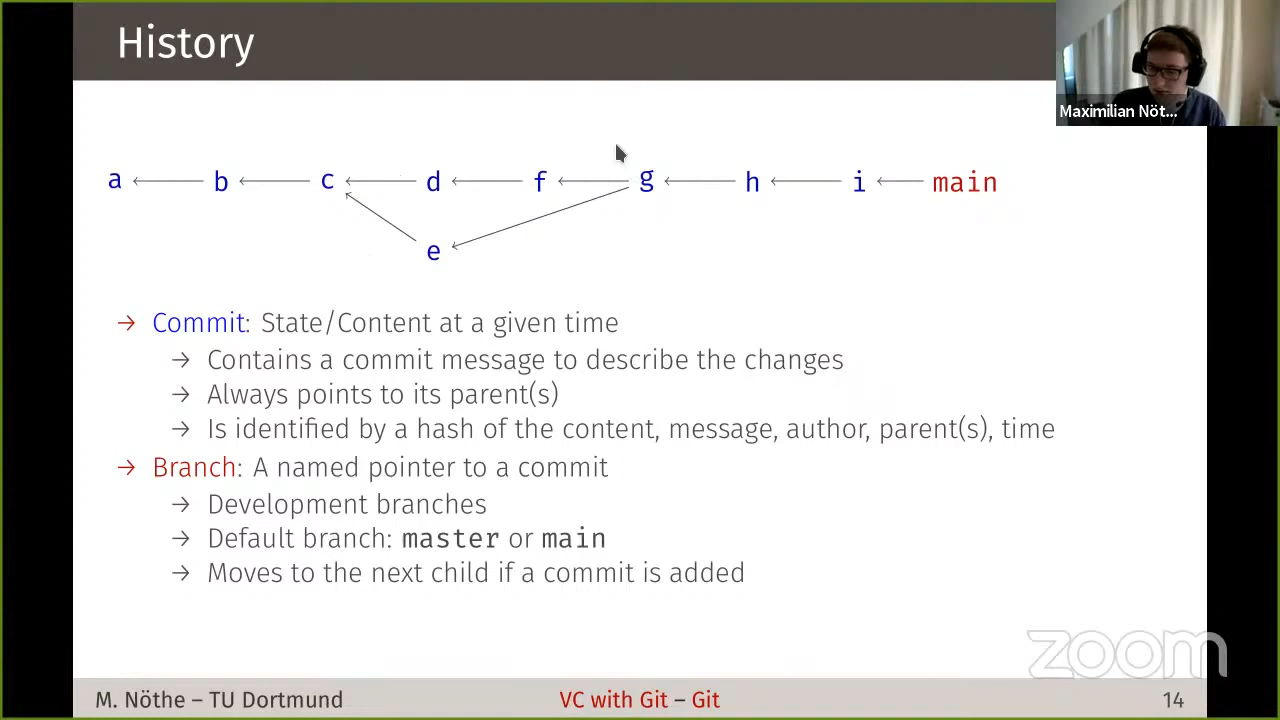 History
Maximilian Nöt...
a b c d f g h i main
e
→ Commit: State/Content at a given time
→ Contains a commit message to describe the changes
→ Always points to its parent(s)
→ Is identified by a hash of the content, message, author, parent(s), time
→ Branch: A named pointer to a commit
→ Development branches
→ Default branch: master or main
→ Moves to the next child if a commit is added
zoom
M. Nöthe – TU Dortmund VC with Git – Git 14